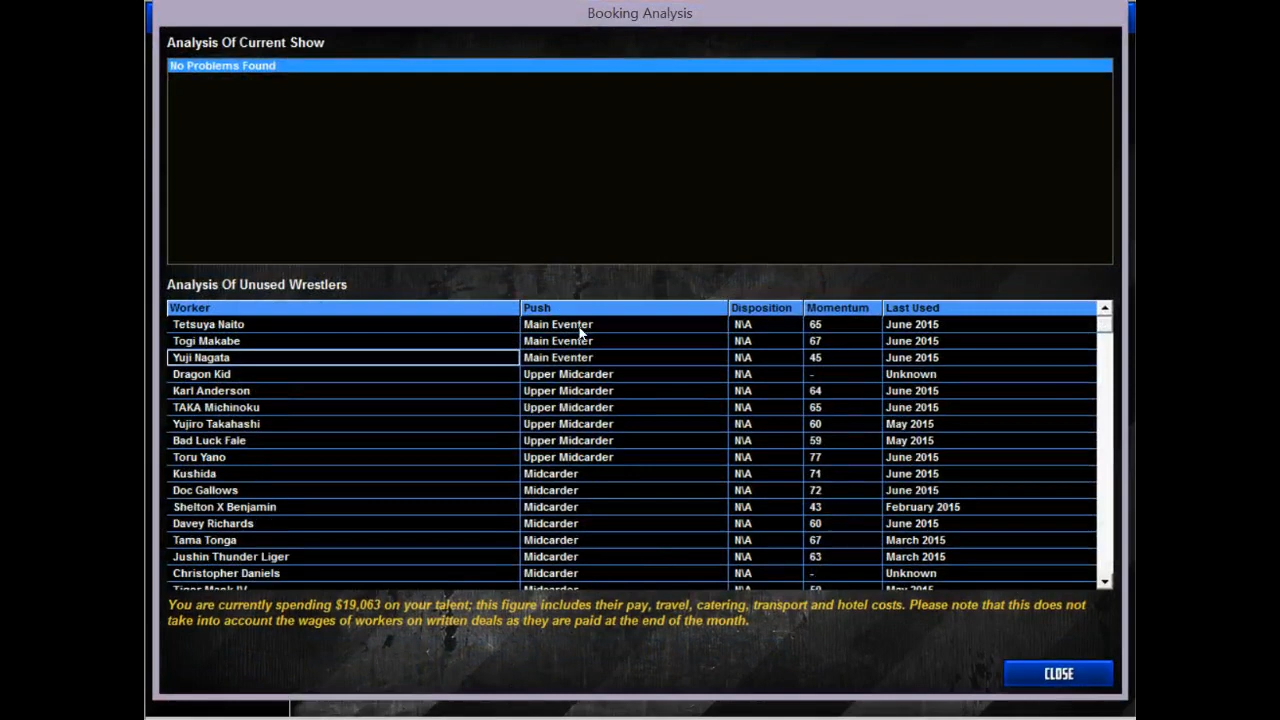 Booking Analysis
Analysis Of Current Show
No Problems Found
Analysis Of Unused Wrestlers
Worker Push Disposition Momentum Last Used
Tetsuya Naito Main Eventer N\A 65 June 2015
Togi Makabe Main Eventer N\A 67 June 2015
Yuji Nagata Main Eventer N\A 45 June 2015
Dragon Kid Upper Midcarder N\A - Unknown
Karl Anderson Upper Midcarder N\A 64 June 2015
TAKA Michinoku Upper Midcarder N\A 65 June 2015
Yujiro Takahashi Upper Midcarder N\A 60 May 2015
Bad Luck Fale Upper Midcarder N\A 59 May 2015
Toru Yano Upper Midcarder N\A 77 June 2015
Kushida Midcarder N\A 71 June 2015
Doc Gallows Midcarder N\A 72 June 2015
Shelton X Benjamin Midcarder N\A 43 February 2015
Davey Richards Midcarder N\A 60 June 2015
Tama Tonga Midcarder N\A 67 March 2015
Jushin Thunder Liger Midcarder N\A 63 March 2015
Christopher Daniels Midcarder N\A - Unknown
Tiger Mask IV Midcarder N\A 59 May 2015
You are currently spending $19,063 on your talent; this figure includes their pay, travel, catering, transport and hotel costs. Please note that this does not
take into account the wages of workers on written deals as they are paid at the end of the month.
CLOSE